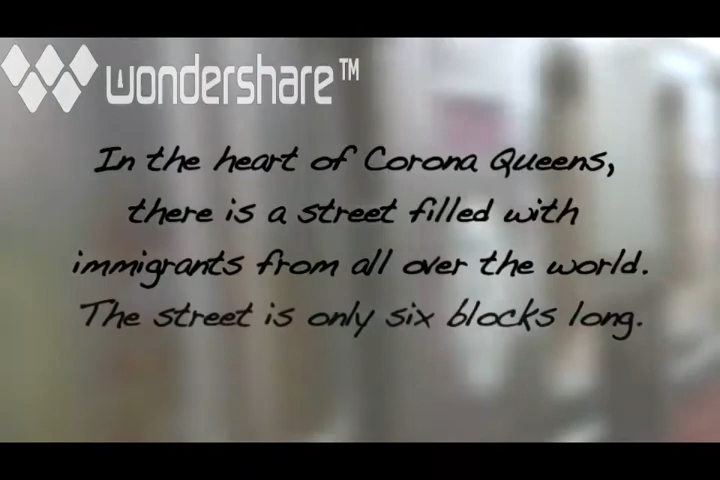 wondershare™
In the heart of Corona Queens,
there is a street filled with
immigrants from all over the world.
The street is only six blocks long.